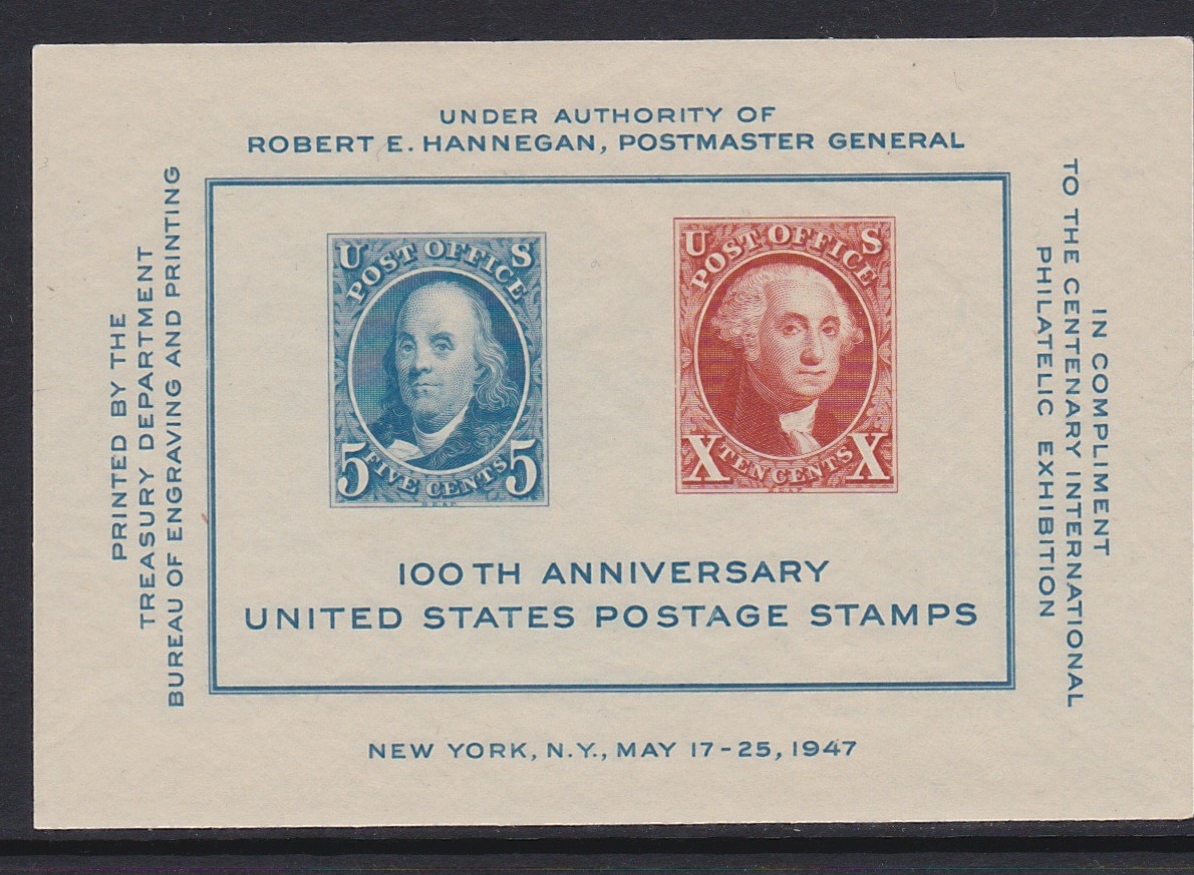 UNDER AUTHORITY OF
ROBERT E. HANNEGAN, POSTMASTER GENERAL
PRINTED BY THE
TREASURY DEPARTMENT
BUREAU OF ENGRAVING AND PRINTING
U S
POST OFFICE
5 FIVE CENTS 5
U S
POST OFFICE
X TEN CENTS X
100TH ANNIVERSARY
UNITED STATES POSTAGE STAMPS
IN COMPLIMENT
TO THE CENTENARY INTERNATIONAL
PHILATELIC EXHIBITION
NEW YORK, N.Y., MAY 17-25, 1947